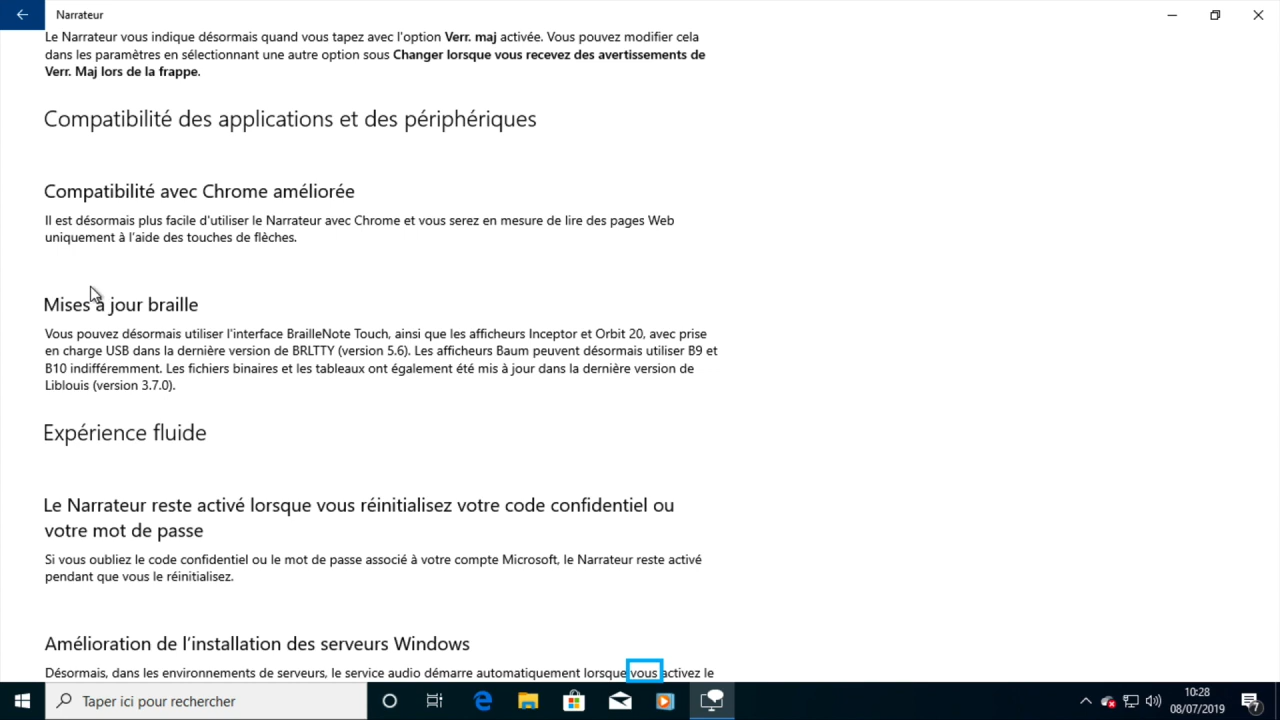 Narrateur
Le Narrateur vous indique désormais quand vous tapez avec l'option Verr. maj activée. Vous pouvez modifier cela
dans les paramètres en sélectionnant une autre option sous Changer lorsque vous recevez des avertissements de
Verr. Maj lors de la frappe.
Compatibilité des applications et des périphériques
Compatibilité avec Chrome améliorée
Il est désormais plus facile d'utiliser le Narrateur avec Chrome et vous serez en mesure de lire des pages Web
uniquement à l'aide des touches de flèches.
Mises à jour braille
Vous pouvez désormais utiliser l'interface BrailleNote Touch, ainsi que les afficheurs Inceptor et Orbit 20, avec prise
en charge USB dans la dernière version de BRLTTY (version 5.6). Les afficheurs Baum peuvent désormais utiliser B9 et
B10 indifféremment. Les fichiers binaires et les tableaux ont également été mis à jour dans la dernière version de
Liblouis (version 3.7.0).
Expérience fluide
Le Narrateur reste activé lorsque vous réinitialisez votre code confidentiel ou
votre mot de passe
Si vous oubliez le code confidentiel ou le mot de passe associé à votre compte Microsoft, le Narrateur reste activé
pendant que vous le réinitialisez.
Amélioration de l'installation des serveurs Windows
Désormais, dans les environnements de serveurs, le service audio démarre automatiquement lorsque vous activez le
Taper ici pour rechercher
10:28
08/07/2019
7